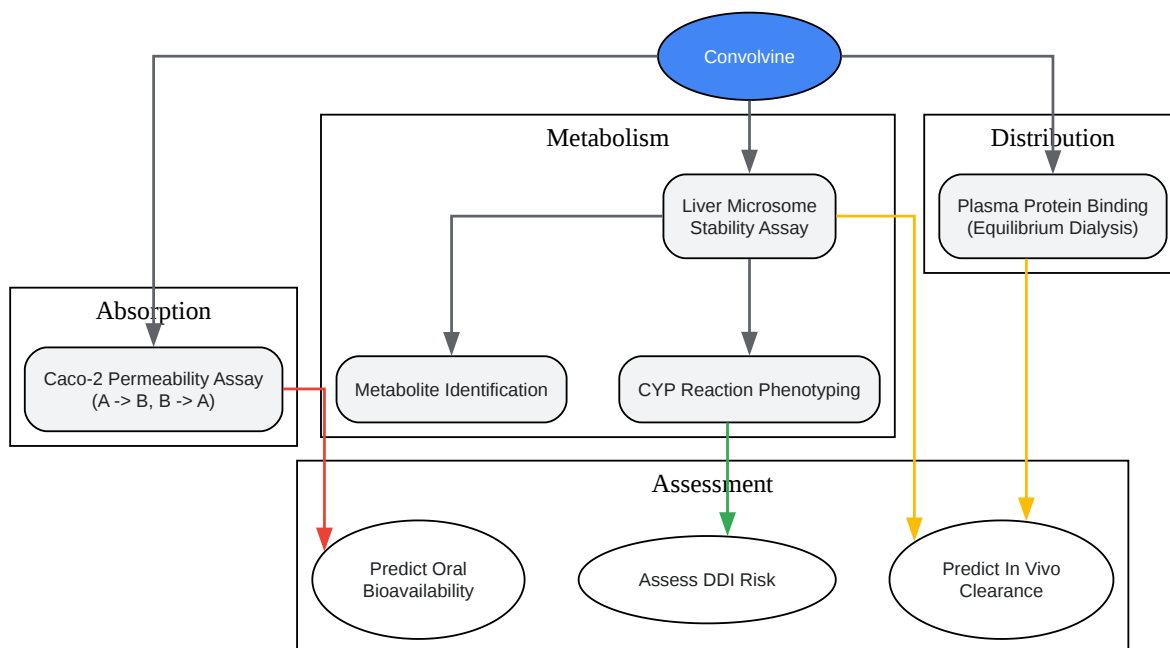 Convolvine
Metabolism
Distribution
Liver Microsome
Stability Assay
Plasma Protein Binding
(Equilibrium Dialysis)
Absorption
Caco-2 Permeability Assay
(A -> B, B -> A)
Metabolite Identification
CYP Reaction Phenotyping
Assessment
Predict Oral
Bioavailability
Assess DDI Risk
Predict In Vivo
Clearance